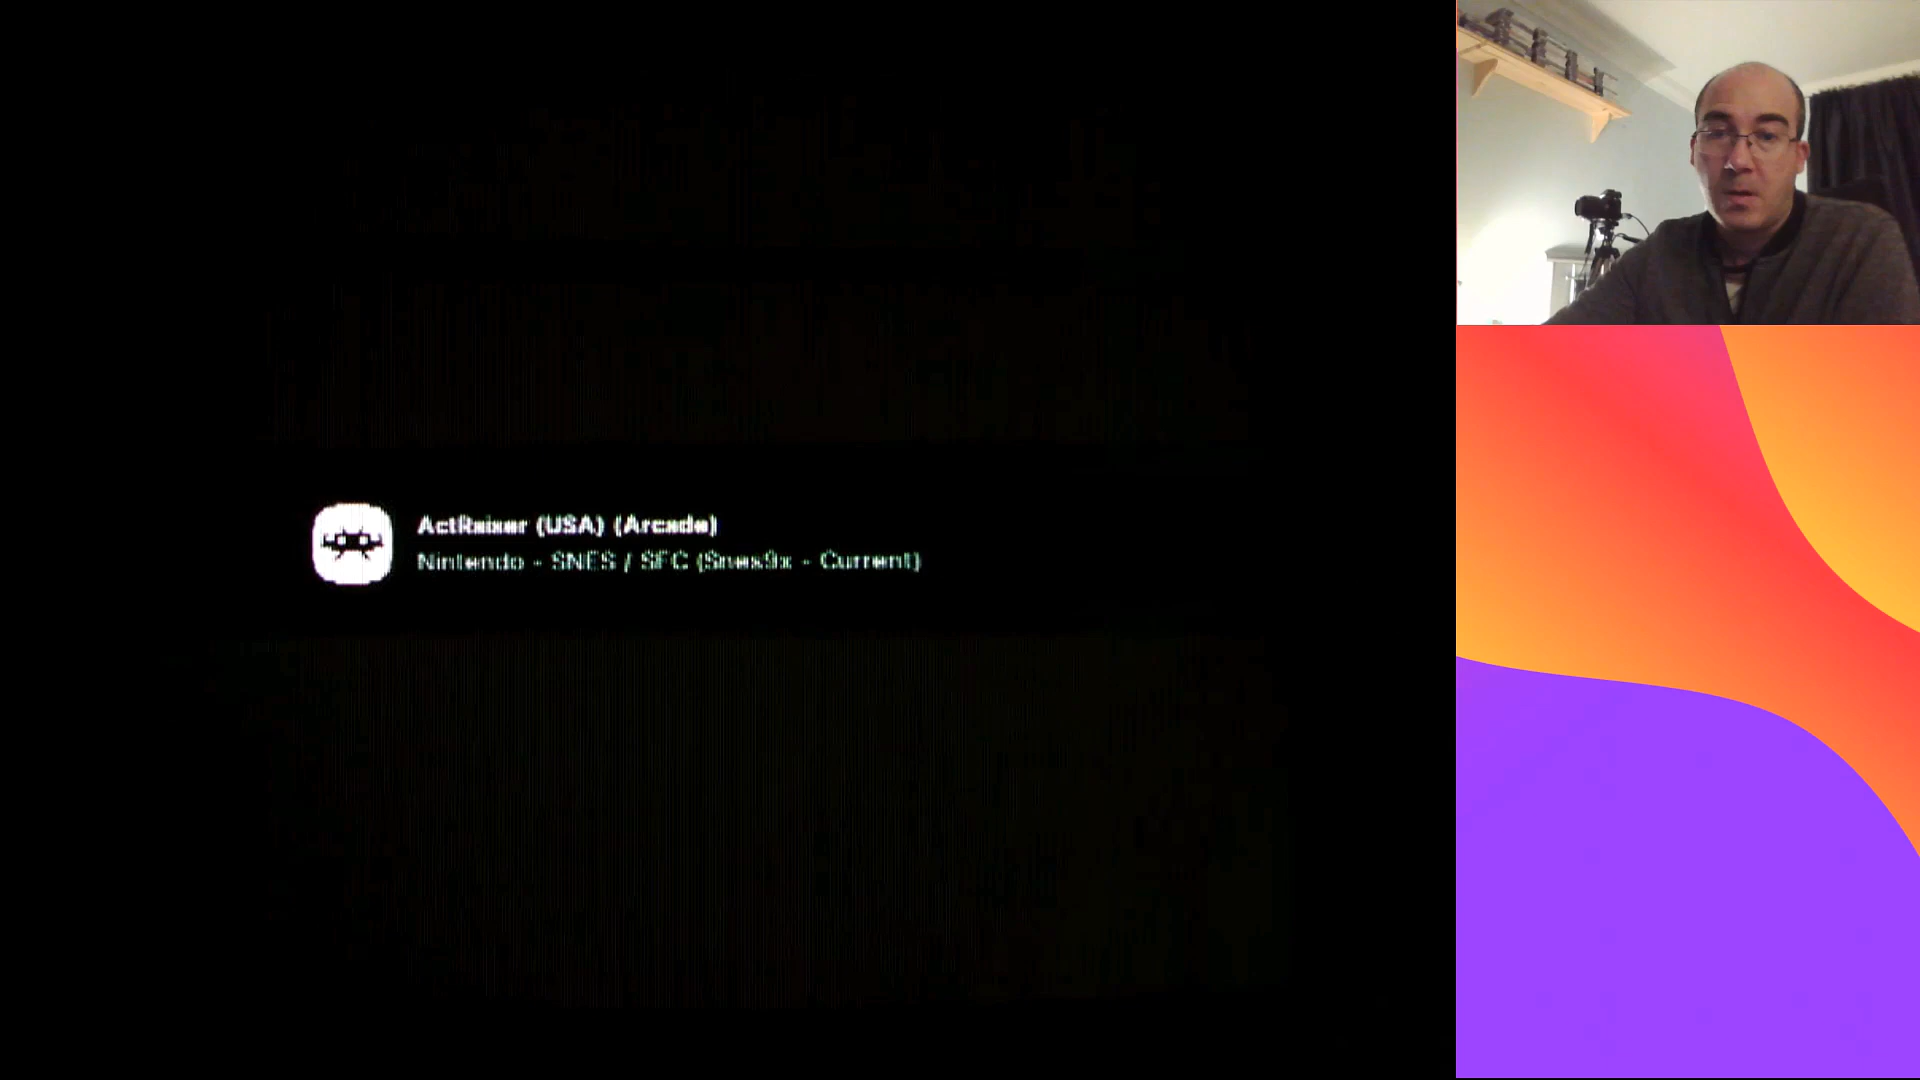 ActRaiser (USA) (Arcade)
Nintendo - SNES / SFC (Snes9x - Current)